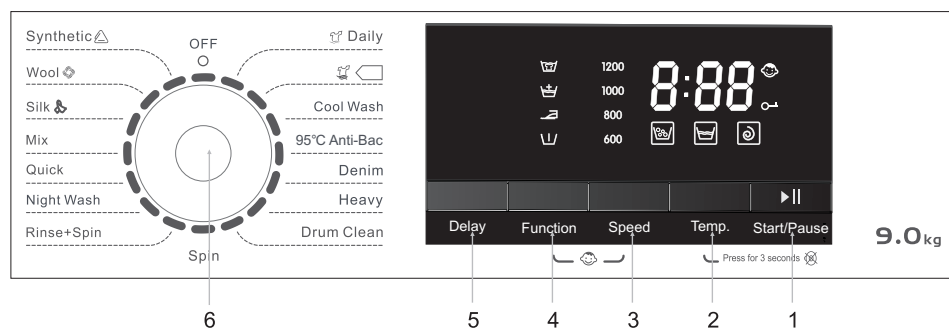 OFF
Synthetic
Wool
Silk
Mix
Quick
Night Wash
Rinse+Spin
Spin
Daily
Cool Wash
95°C Anti-Bac
Denim
Heavy
Drum Clean
1200
1000
800
600
8:88
Delay
Function
Speed
Temp.
Start/Pause
Press for 3 seconds
9.0kg
6
5
4
3
2
1